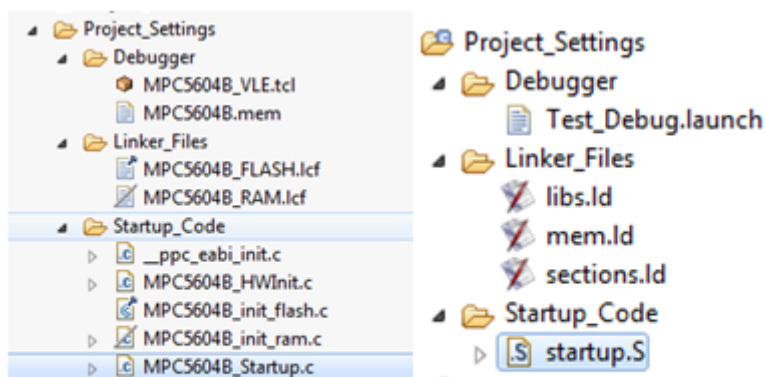 Project_Settings
Debugger
MPC5604B_VLE.tcl
MPC5604B.mem
Linker_Files
MPC5604B_FLASH.lcf
MPC5604B_RAM.lcf
Startup_Code
__ppc_eabi_init.c
MPC5604B_HWInit.c
MPC5604B_init_flash.c
MPC5604B_init_ram.c
MPC5604B_Startup.c
Project_Settings
Debugger
Test_Debug.launch
Linker_Files
libs.ld
mem.ld
sections.ld
Startup_Code
startup.S